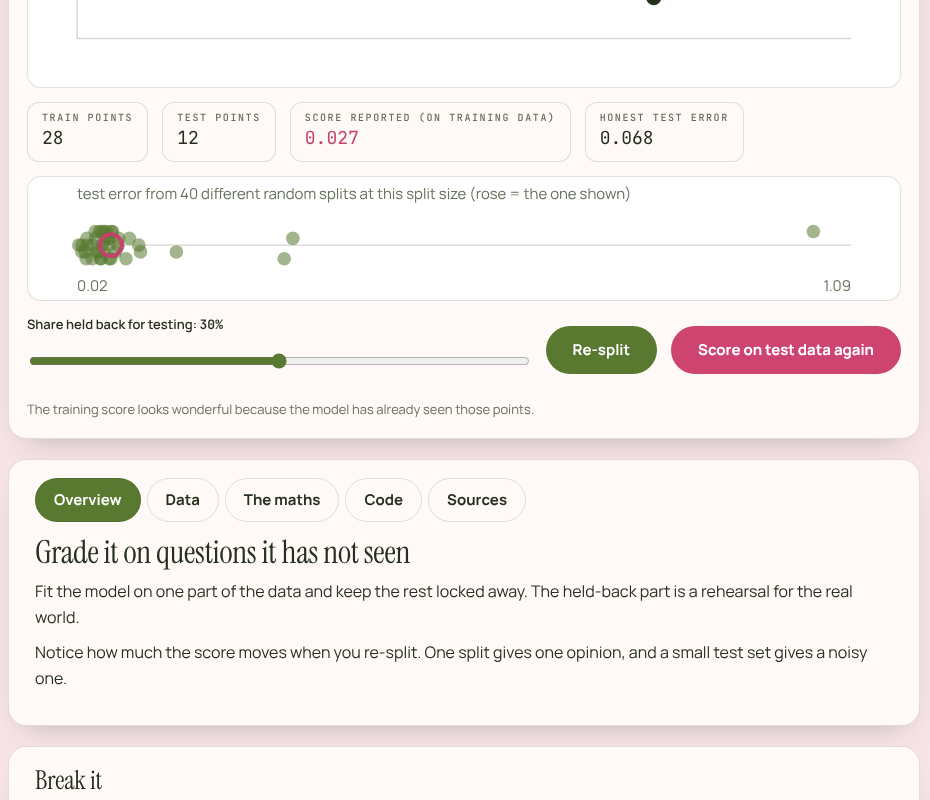 TRAIN POINTS
28
TEST POINTS
12
SCORE REPORTED (ON TRAINING DATA)
0.027
HONEST TEST ERROR
0.068
test error from 40 different random splits at this split size (rose = the one shown)
0.02
1.09
Share held back for testing: 30%
Re-split
Score on test data again
The training score looks wonderful because the model has already seen those points.
Overview
Data
The maths
Code
Sources
Grade it on questions it has not seen
Fit the model on one part of the data and keep the rest locked away. The held-back part is a rehearsal for the real
world.
Notice how much the score moves when you re-split. One split gives one opinion, and a small test set gives a noisy
one.
Break it